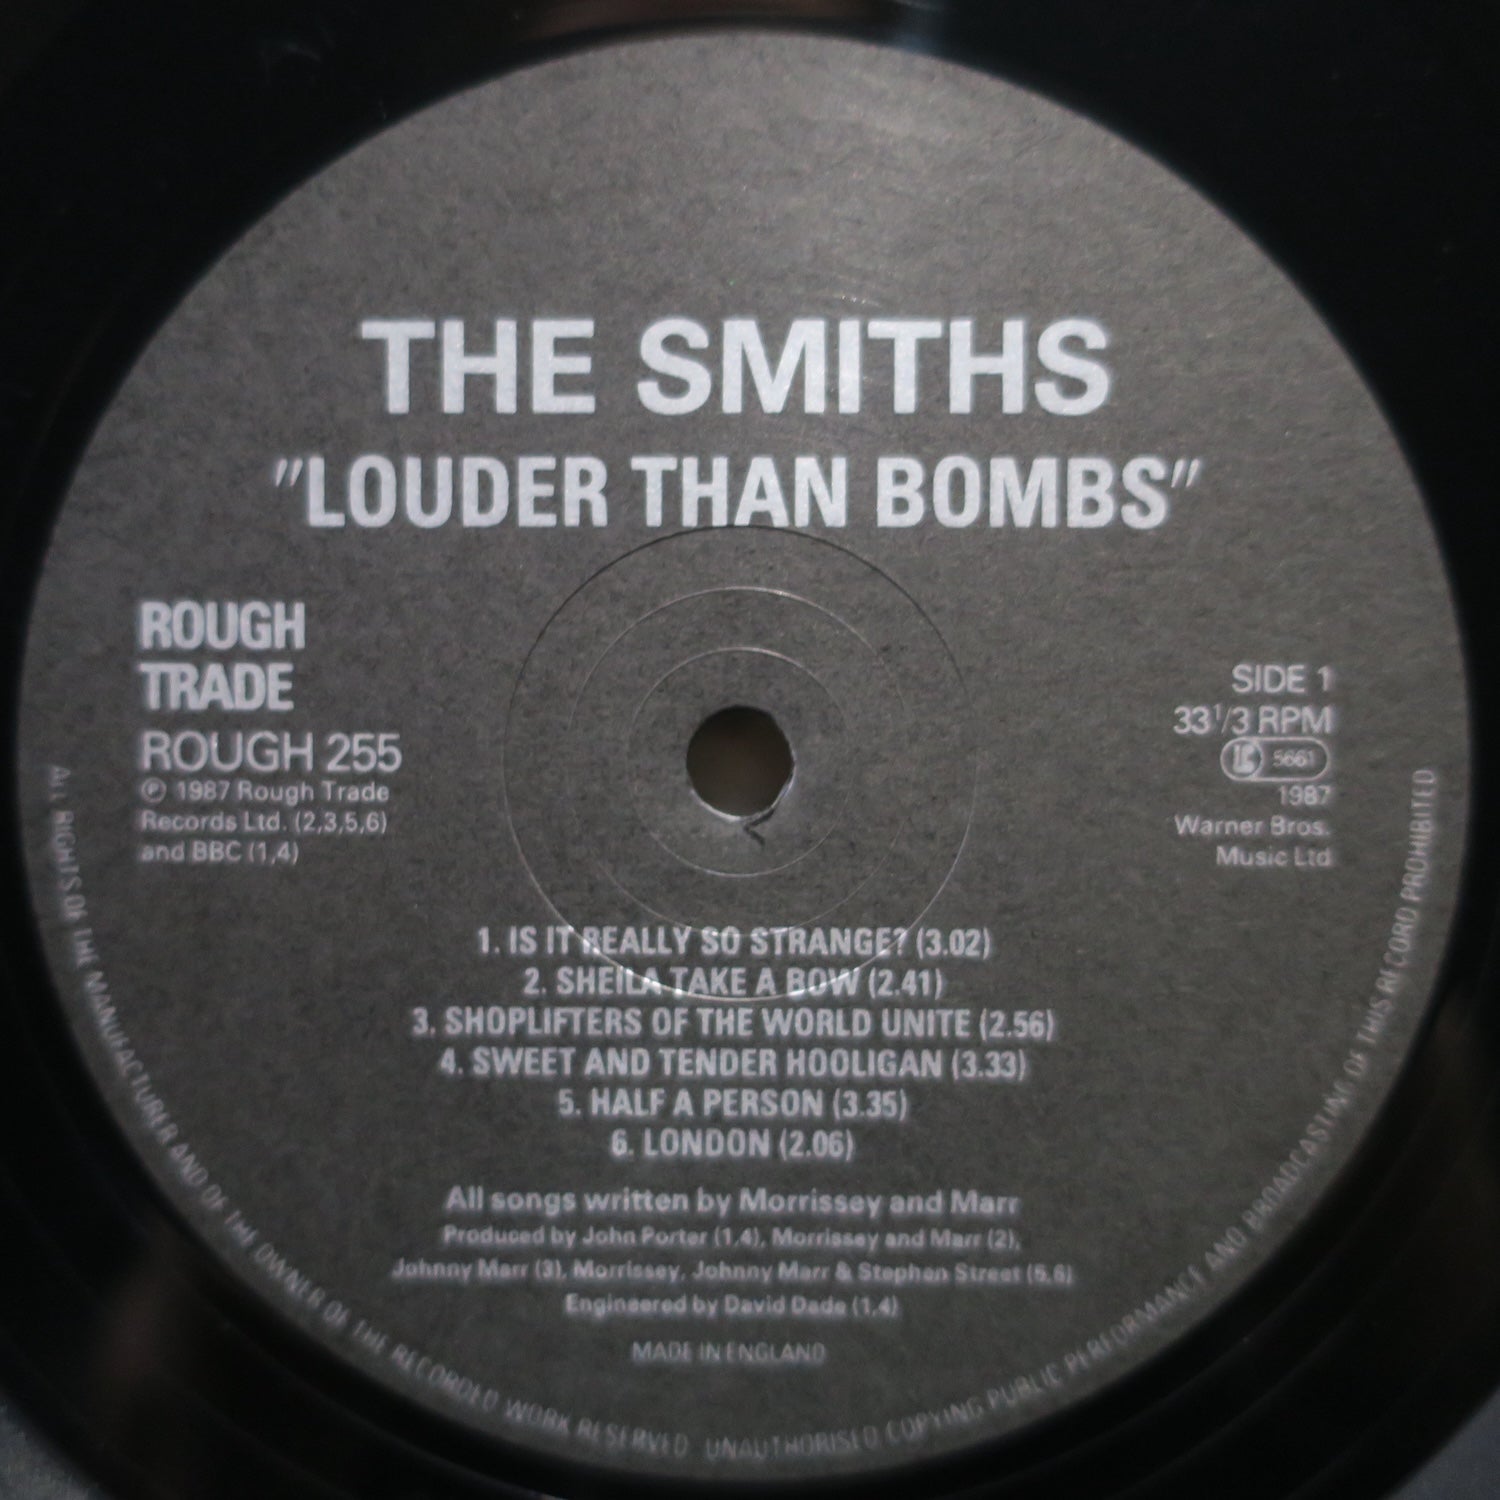 THE SMITHS
"LOUDER THAN BOMBS"
ROUGH
TRADE
ROUGH 255
℗ 1987 Rough Trade
Records Ltd. (2,3,5,6)
and BBC (1,4)
SIDE 1
33 1/3 RPM
5661
1987
Warner Bros.
Music Ltd
1. IS IT REALLY SO STRANGE? (3.02)
2. SHEILA TAKE A BOW (2.41)
3. SHOPLIFTERS OF THE WORLD UNITE (2.56)
4. SWEET AND TENDER HOOLIGAN (3.33)
5. HALF A PERSON (3.35)
6. LONDON (2.06)
All songs written by Morrissey and Marr
Produced by John Porter (1,4), Morrissey and Marr (2),
Johnny Marr (3), Morrissey, Johnny Marr & Stephen Street (5,6)
Engineered by David Dade (1,4)
MADE IN ENGLAND
ALL RIGHTS OF THE MANUFACTURER AND OF THE OWNER OF THE RECORDED WORK RESERVED UNAUTHORISED COPYING PUBLIC PERFORMANCE AND BROADCASTING OF THIS RECORD PROHIBITED